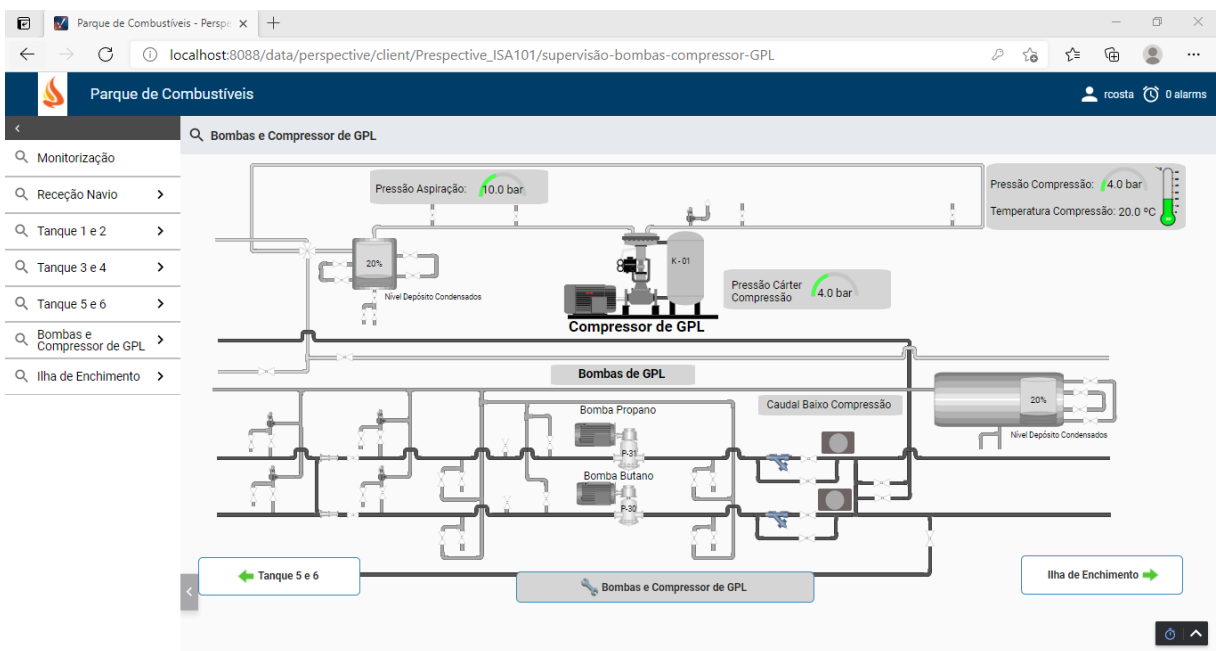 Parque de Combustíveis - Perspe
localhost:8088/data/perspective/client/Prespective_ISA101/supervisão-bombas-compressor-GPL
Parque de Combustíveis
rcosta
0 alarms
Monitorização
Receção Navio
Tanque 1 e 2
Tanque 3 e 4
Tanque 5 e 6
Bombas e
Compressor de GPL
Ilha de Enchimento
Bombas e Compressor de GPL
Pressão Aspiração: 10.0 bar
Pressão Compressão: 4.0 bar
Temperatura Compressão: 20.0 ºC
20%
Nível Depósito Condensados
K - 01
Compressor de GPL
Pressão Cárter
Compressão
4.0 bar
Bombas de GPL
Caudal Baixo Compressão
20%
Nível Depósito Condensados
Bomba Propano
P-31
Bomba Butano
P-30
Tanque 5 e 6
Bombas e Compressor de GPL
Ilha de Enchimento